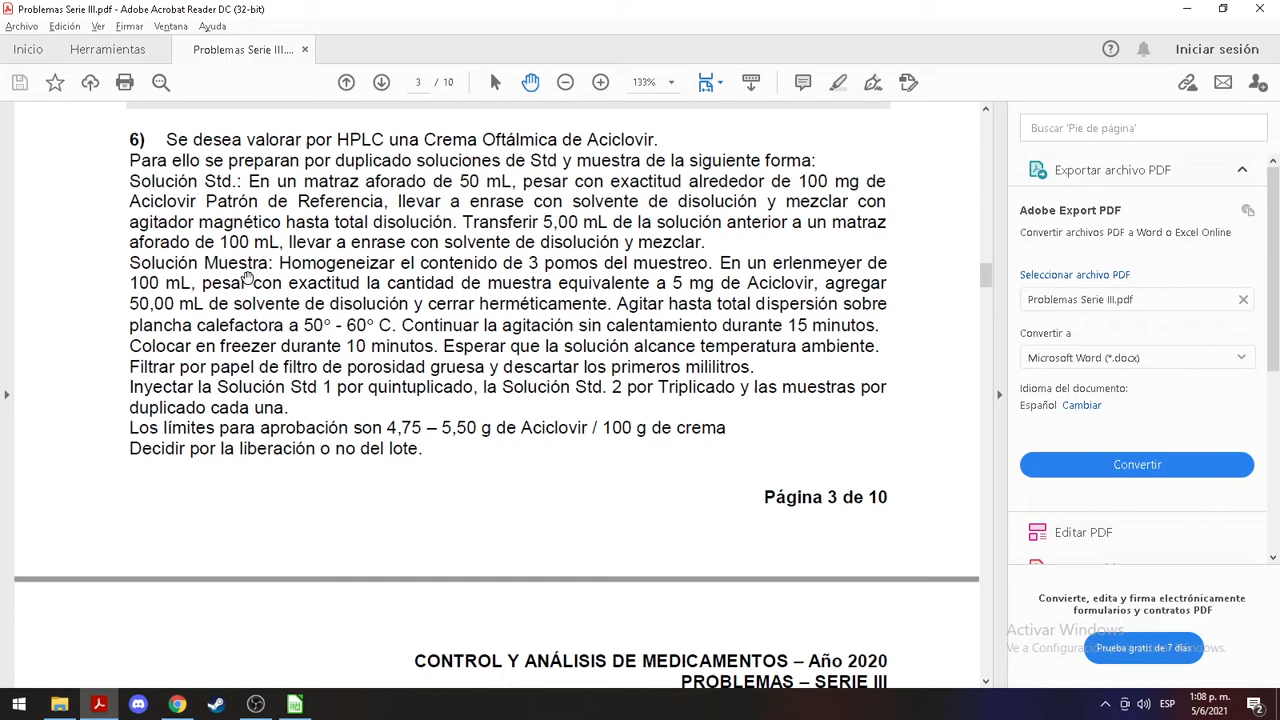 Problemas Serie III.pdf - Adobe Acrobat Reader DC (32-bit)
Archivo Edición Ver Firmar Ventana Ayuda
Inicio Herramientas Problemas Serie III.... × Iniciar sesión
3 / 10 133%
6) Se desea valorar por HPLC una Crema Oftálmica de Aciclovir.
Para ello se preparan por duplicado soluciones de Std y muestra de la siguiente forma:
Solución Std.: En un matraz aforado de 50 mL, pesar con exactitud alrededor de 100 mg de
Aciclovir Patrón de Referencia, llevar a enrase con solvente de disolución y mezclar con
agitador magnético hasta total disolución. Transferir 5,00 mL de la solución anterior a un matraz
aforado de 100 mL, llevar a enrase con solvente de disolución y mezclar.
Solución Muestra: Homogeneizar el contenido de 3 pomos del muestreo. En un erlenmeyer de
100 mL, pesar con exactitud la cantidad de muestra equivalente a 5 mg de Aciclovir, agregar
50,00 mL de solvente de disolución y cerrar herméticamente. Agitar hasta total dispersión sobre
plancha calefactora a 50° - 60° C. Continuar la agitación sin calentamiento durante 15 minutos.
Colocar en freezer durante 10 minutos. Esperar que la solución alcance temperatura ambiente.
Filtrar por papel de filtro de porosidad gruesa y descartar los primeros mililitros.
Inyectar la Solución Std 1 por quintuplicado, la Solución Std. 2 por Triplicado y las muestras por
duplicado cada una.
Los límites para aprobación son 4,75 – 5,50 g de Aciclovir / 100 g de crema
Decidir por la liberación o no del lote.
Página 3 de 10
CONTROL Y ANÁLISIS DE MEDICAMENTOS – Año 2020
PROBLEMAS – SERIE III
Buscar 'Pie de página'
Exportar archivo PDF
Adobe Export PDF
Convertir archivos PDF a Word o Excel Online
Seleccionar archivo PDF
Problemas Serie III.pdf
Convertir a
Microsoft Word (*.docx)
Idioma del documento:
Español Cambiar
Convertir
Editar PDF
Convierte, edita y firma electrónicamente
formularios y contratos PDF
Activar Windows
Prueba gratis de 7 días
1:08 p. m.
ESP
5/6/2021
2